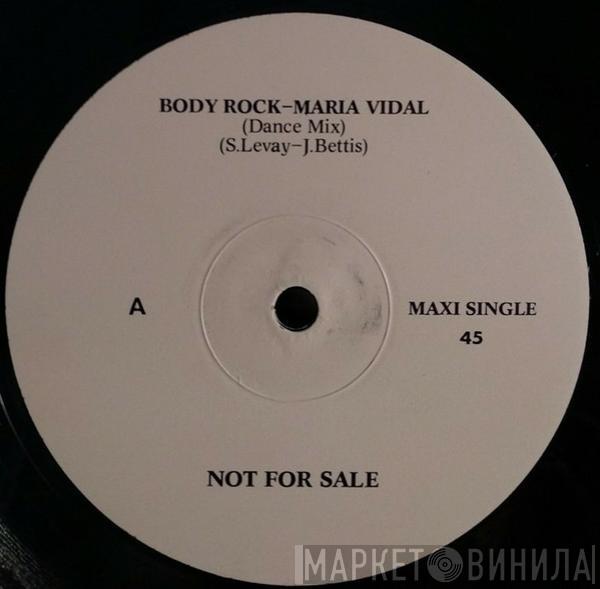 BODY ROCK–MARIA VIDAL
(Dance Mix)
(S.Levay–J.Bettis)
A
MAXI SINGLE
45
NOT FOR SALE
МАРКЕТ ВИНИЛА